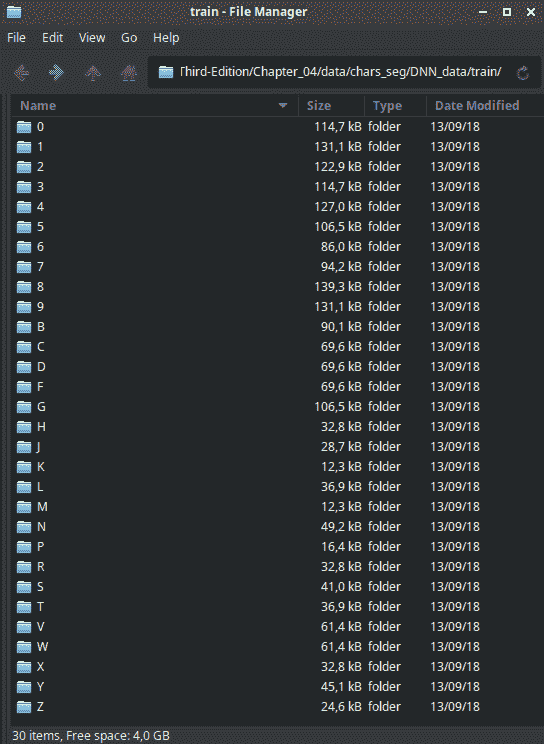 train - File Manager
File Edit View Go Help
Third-Edition/Chapter_04/data/chars_seg/DNN_data/train/
Name Size Type Date Modified
0 114,7 kB folder 13/09/18
1 131,1 kB folder 13/09/18
2 122,9 kB folder 13/09/18
3 114,7 kB folder 13/09/18
4 127,0 kB folder 13/09/18
5 106,5 kB folder 13/09/18
6 86,0 kB folder 13/09/18
7 94,2 kB folder 13/09/18
8 139,3 kB folder 13/09/18
9 131,1 kB folder 13/09/18
B 90,1 kB folder 13/09/18
C 69,6 kB folder 13/09/18
D 69,6 kB folder 13/09/18
F 69,6 kB folder 13/09/18
G 106,5 kB folder 13/09/18
H 32,8 kB folder 13/09/18
J 28,7 kB folder 13/09/18
K 12,3 kB folder 13/09/18
L 36,9 kB folder 13/09/18
M 12,3 kB folder 13/09/18
N 49,2 kB folder 13/09/18
P 16,4 kB folder 13/09/18
R 32,8 kB folder 13/09/18
S 41,0 kB folder 13/09/18
T 36,9 kB folder 13/09/18
V 61,4 kB folder 13/09/18
W 61,4 kB folder 13/09/18
X 32,8 kB folder 13/09/18
Y 45,1 kB folder 13/09/18
Z 24,6 kB folder 13/09/18
30 items, Free space: 4,0 GB